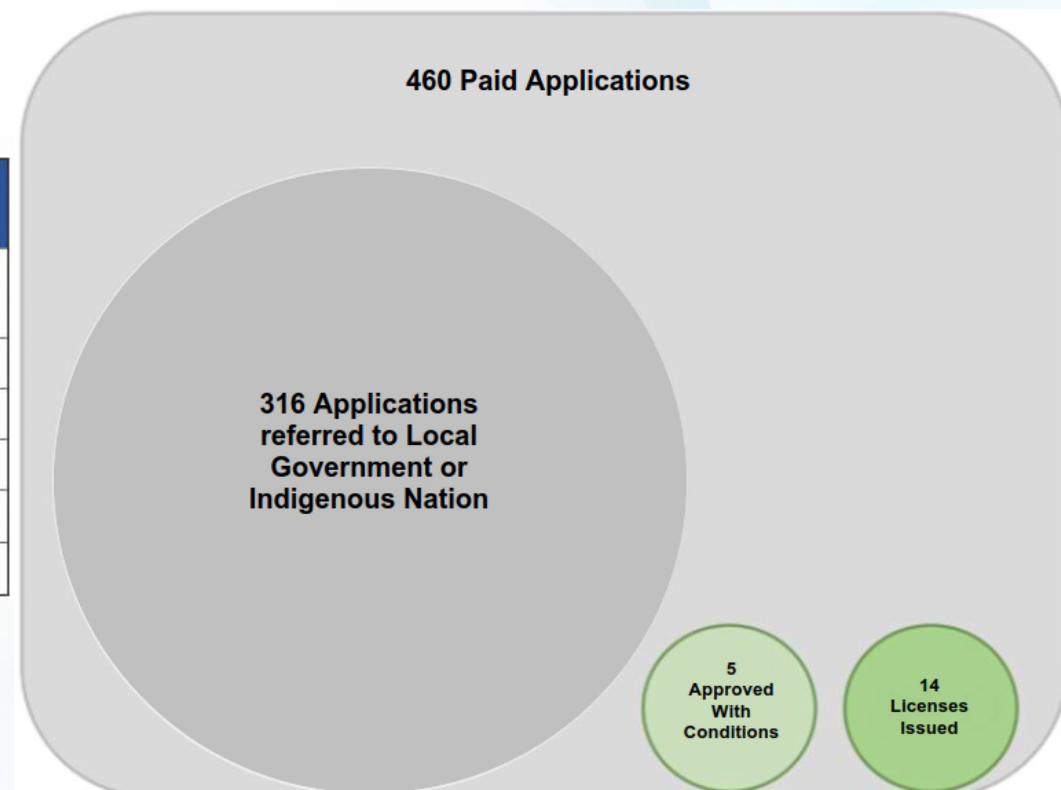 460 Paid Applications
316 Applications
referred to Local
Government or
Indigenous Nation
5
Approved
With
Conditions
14
Licenses
Issued